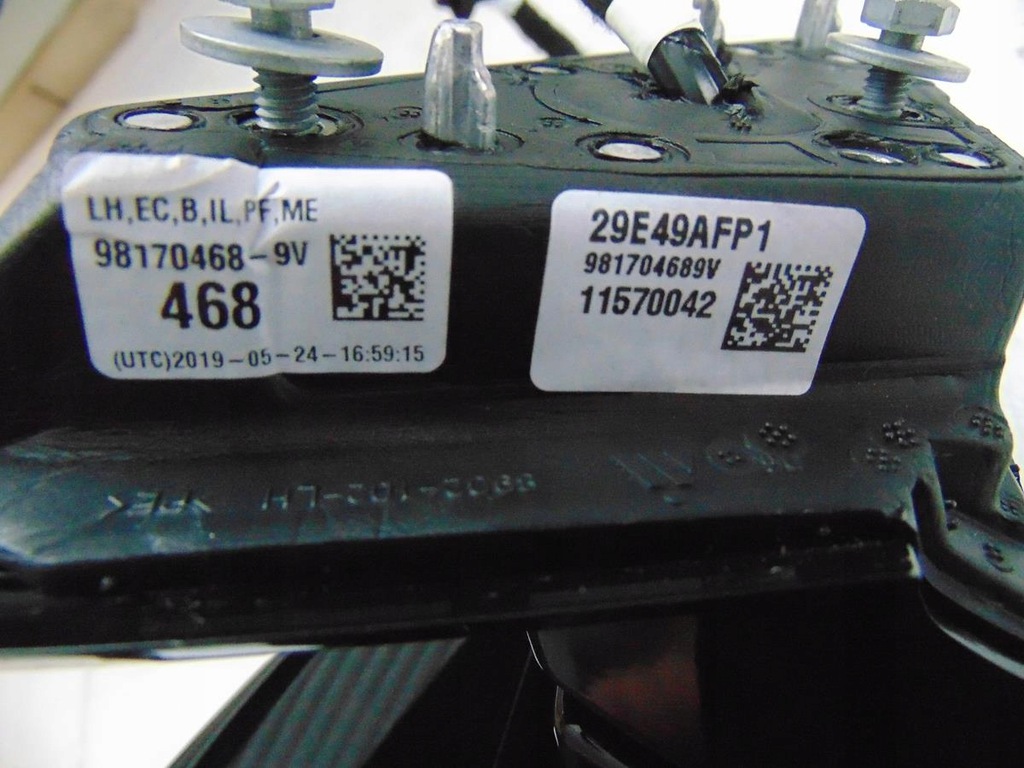 LH,EC,B,IL,PF,ME
98170468-9V
468
(UTC)2019-05-24-16:59:15
29E49AFP1
981704689V
11570042